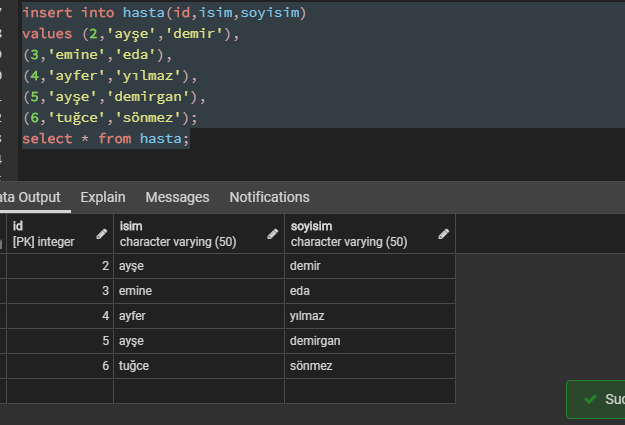 insert into hasta(id,isim,soyisim)
values (2,'ayşe','demir'),
(3,'emine','eda'),
(4,'ayfer','yılmaz'),
(5,'ayşe','demirgan'),
(6,'tuğce','sönmez');
select * from hasta;
ata Output Explain Messages Notifications
id isim soyisim
[PK] integer character varying (50) character varying (50)
2 ayşe demir
3 emine eda
4 ayfer yılmaz
5 ayşe demirgan
6 tuğce sönmez
Suc